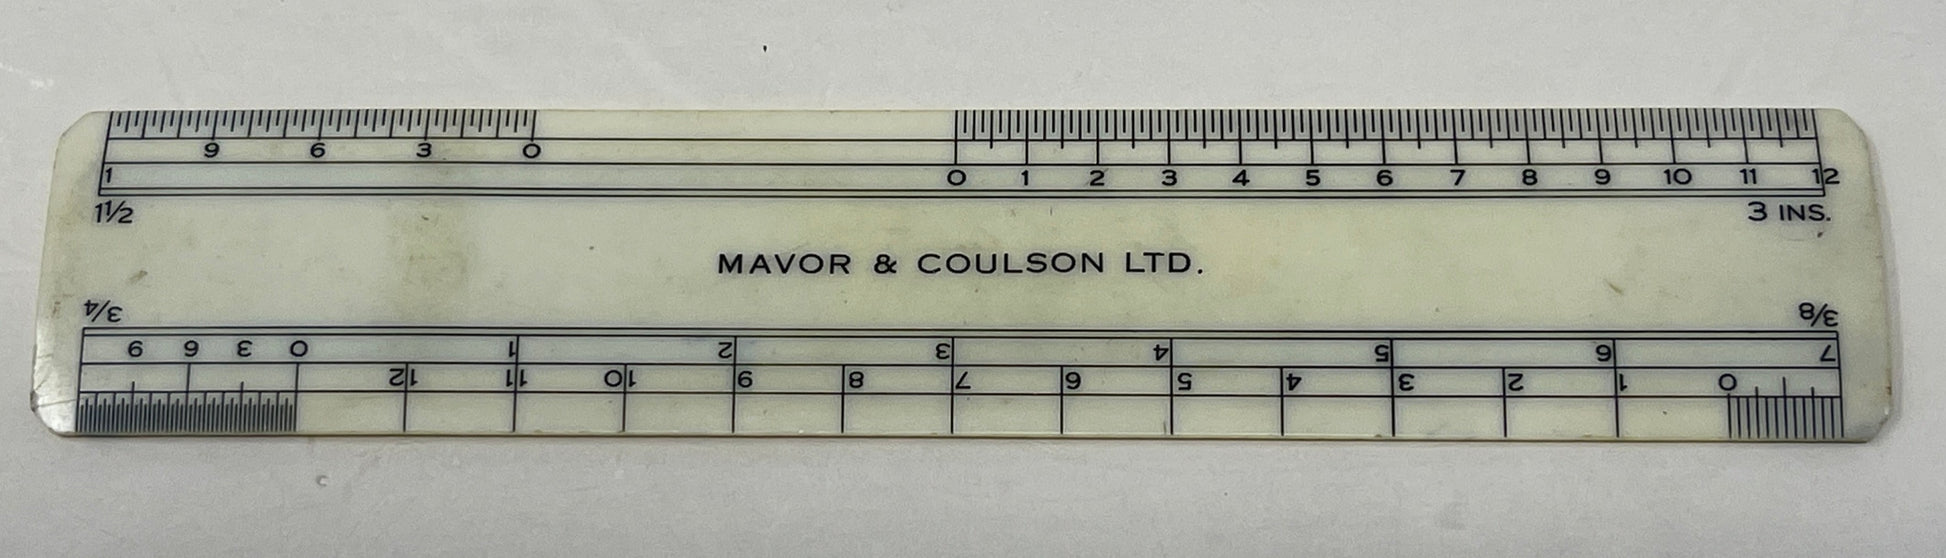 9 6 3 0
1 0 1 2 3 4 5 6 7 8 9 10 11 12
1½ 3 INS.
MAVOR & COULSON LTD.
¾ ⅜
9 6 3 0 1 2 3 4 5 6 7
12 11 10 9 8 7 6 5 4 3 2 1 0